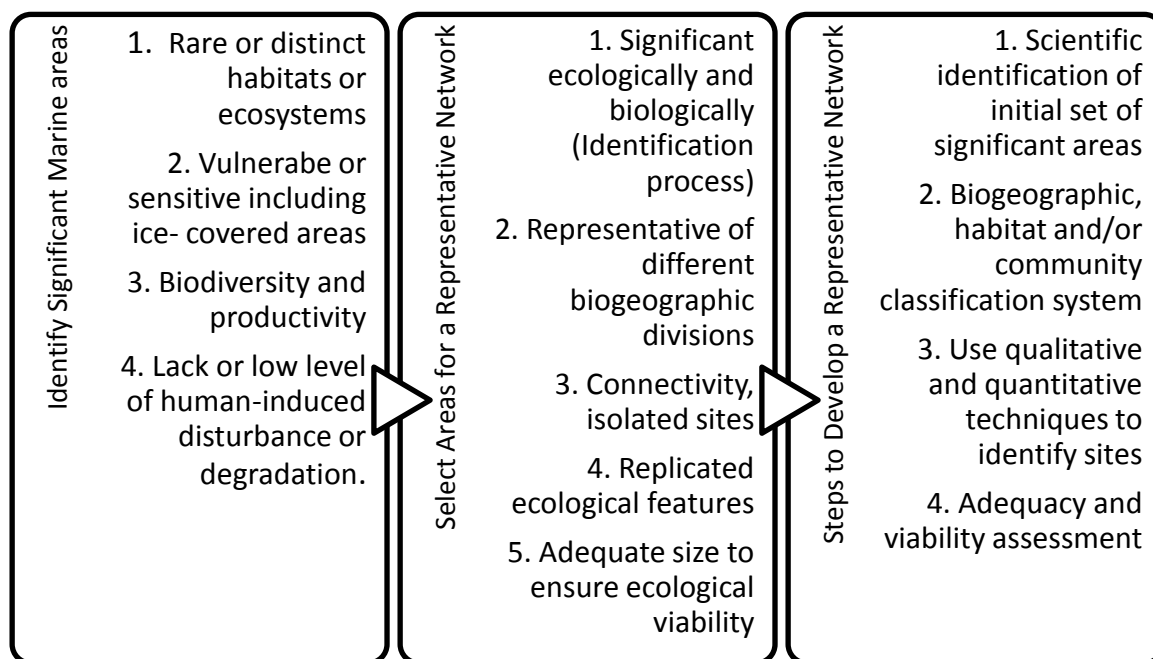 Identify Significant Marine areas
1. Rare or distinct
habitats or
ecosystems
2. Vulnerabe or
sensitive including
ice- covered areas
3. Biodiversity and
productivity
4. Lack or low level
of human-induced
disturbance or
degradation.
Select Areas for a Representative Network
1. Significant
ecologically and
biologically
(Identification
process)
2. Representative of
different
biogeographic
divisions
3. Connectivity,
isolated sites
4. Replicated
ecological features
5. Adequate size to
ensure ecological
viability
Steps to Develop a Representative Network
1. Scientific
identification of
initial set of
significant areas
2. Biogeographic,
habitat and/or
community
classification system
3. Use qualitative
and quantitative
techniques to
identify sites
4. Adequacy and
viability assessment